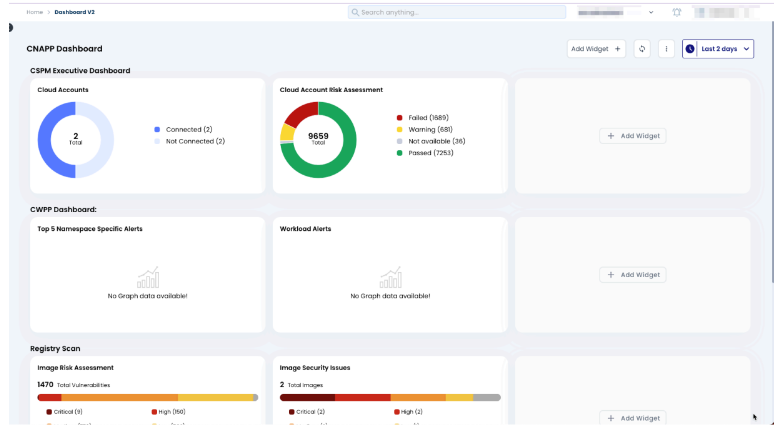 Home > Dashboard V2
Search anything...
CNAPP Dashboard
Add Widget +
Last 2 days
CSPM Executive Dashboard
Cloud Accounts
2
Total
Connected (2)
Not Connected (2)
Cloud Account Risk Assessment
9659
Total
Failed (1689)
Warning (681)
Not available (36)
Passed (7253)
+ Add Widget
CWPP Dashboard:
Top 5 Namespace Specific Alerts
No Graph data available!
Workload Alerts
No Graph data available!
+ Add Widget
Registry Scan
Image Risk Assessment
1470 Total Vulnerabilities
Critical (9)
High (150)
Image Security Issues
2 Total Images
Critical (2)
High (2)
+ Add Widget